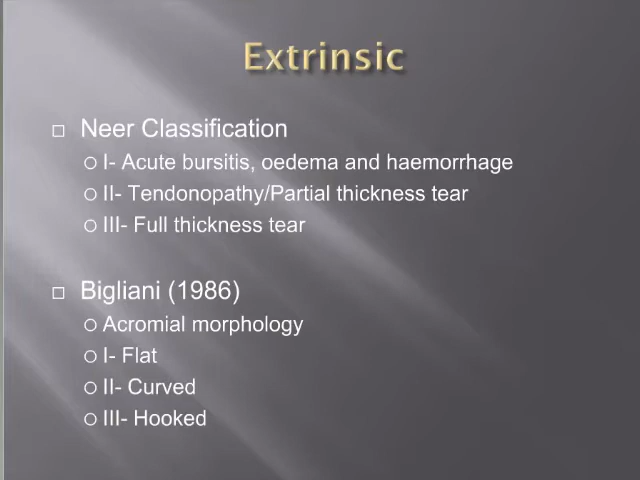 Extrinsic
Neer Classification
I- Acute bursitis, oedema and haemorrhage
II- Tendonopathy/Partial thickness tear
III- Full thickness tear
Bigliani (1986)
Acromial morphology
I- Flat
II- Curved
III- Hooked